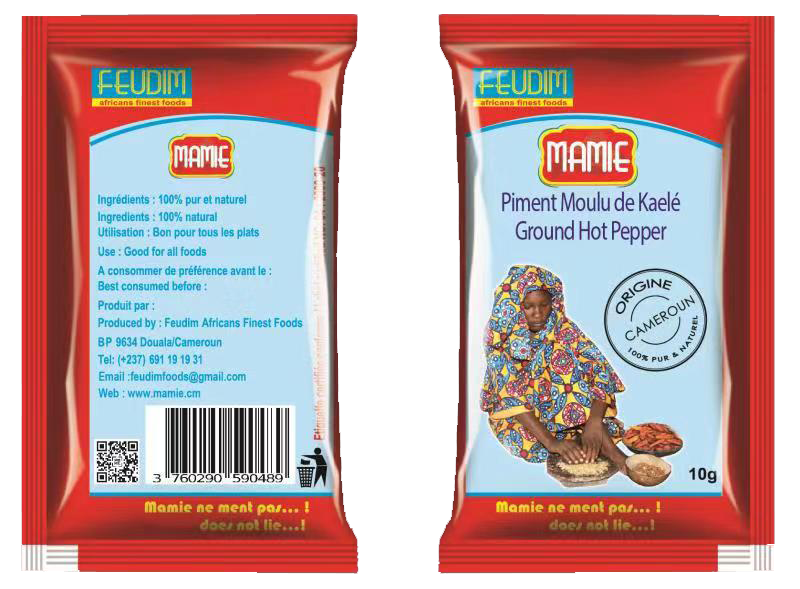 FEUDIM
africans finest foods
MAMIE
Ingrédients : 100% pur et naturel
Ingredients : 100% natural
Utilisation : Bon pour tous les plats
Use : Good for all foods
A consommer de préférence avant le :
Best consumed before :
Produit par :
Produced by : Feudim Africans Finest Foods
BP 9634 Douala/Cameroun
Tel: (+237) 691 19 19 31
Email :feudimfoods@gmail.com
Web : www.mamie.cm
3 760290 590489
Etiquette
Mamie ne ment pas... !
does not lie...!
FEUDIM
africans finest foods
MAMIE
Piment Moulu de Kaelé
Ground Hot Pepper
ORIGINE
CAMEROUN
100% PUR & NATUREL
10g
Mamie ne ment pas... !
does not lie...!